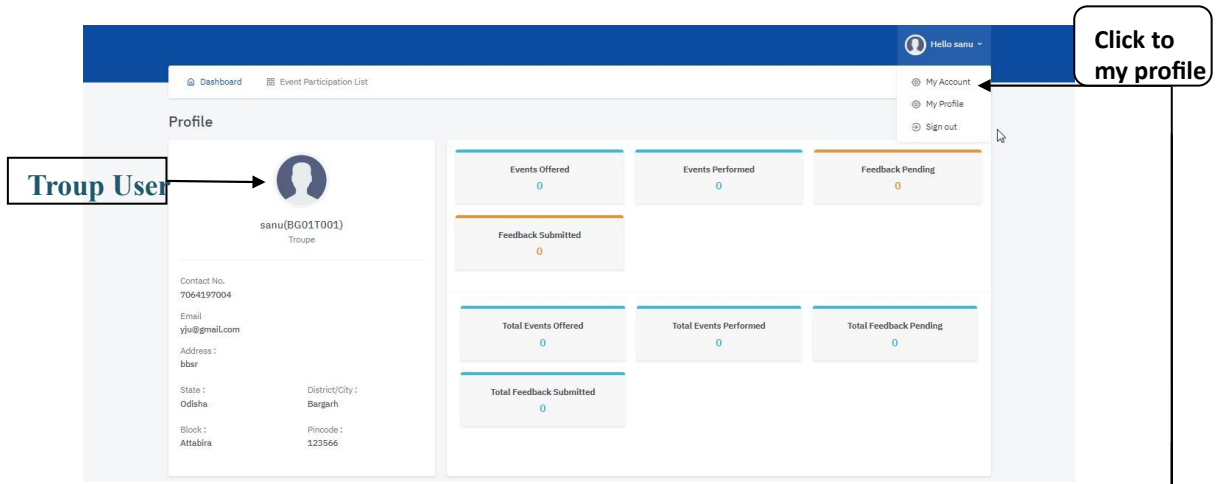 Hello sanu
Click to
my profile
Dashboard Event Participation List
My Account
My Profile
Sign out
Profile
Troup User
sanu(BG01T001)
Troupe
Contact No.
7064197004
Email
yju@gmail.com
Address :
bbsr
State : District/City :
Odisha Bargarh
Block : Pincode :
Attabira 123566
Events Offered Events Performed Feedback Pending
0 0 0
Feedback Submitted
0
Total Events Offered Total Events Performed Total Feedback Pending
0 0 0
Total Feedback Submitted
0